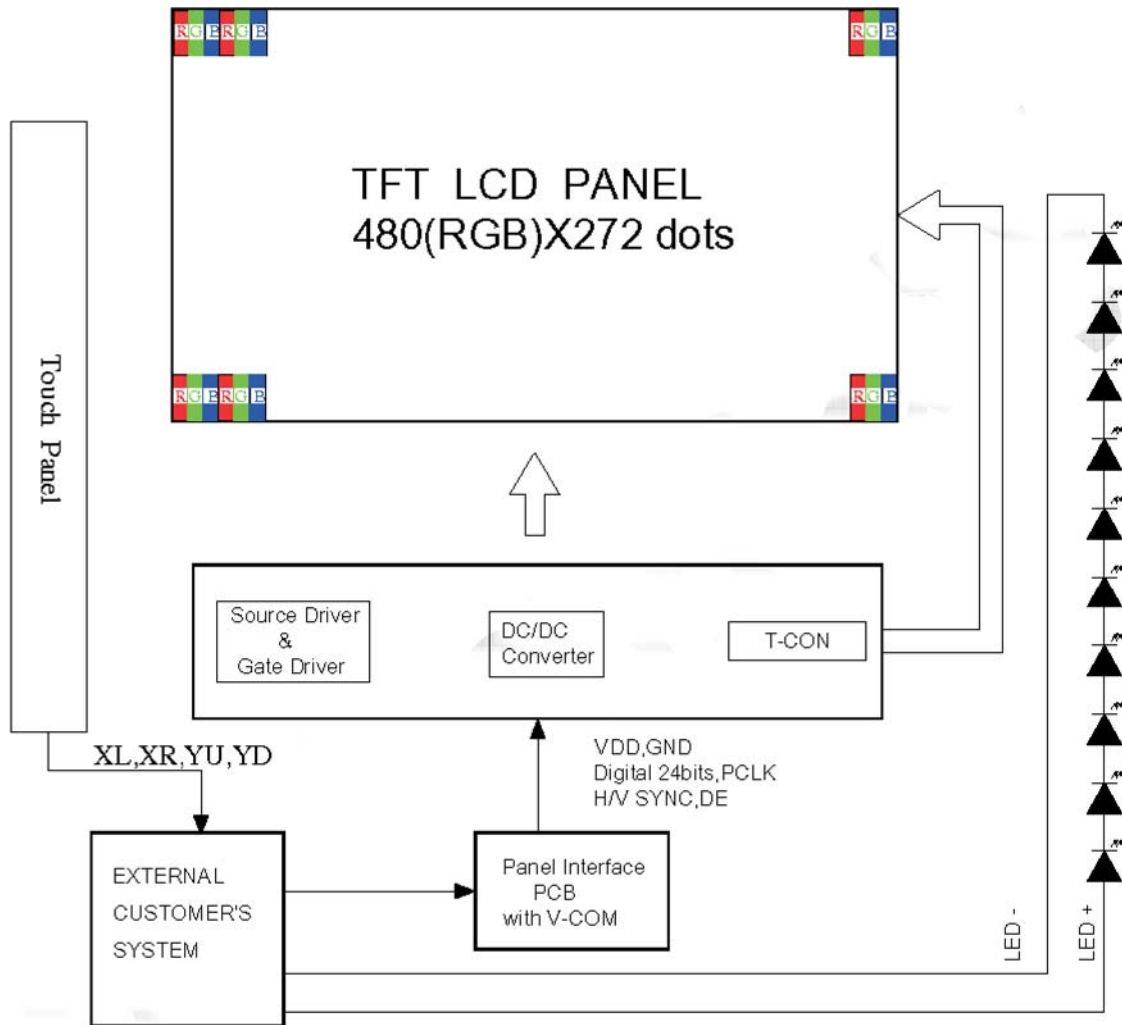 RGBRGB
RGB
TFT LCD PANEL
480(RGB)X272 dots
Touch Panel
RGBRGB
RGB
Source Driver
&
Gate Driver
DC/DC
Converter
T-CON
XL,XR,YU,YD
VDD,GND
Digital 24bits,PCLK
H/V SYNC,DE
EXTERNAL
CUSTOMER'S
SYSTEM
Panel Interface
PCB
with V-COM
LED -
LED +